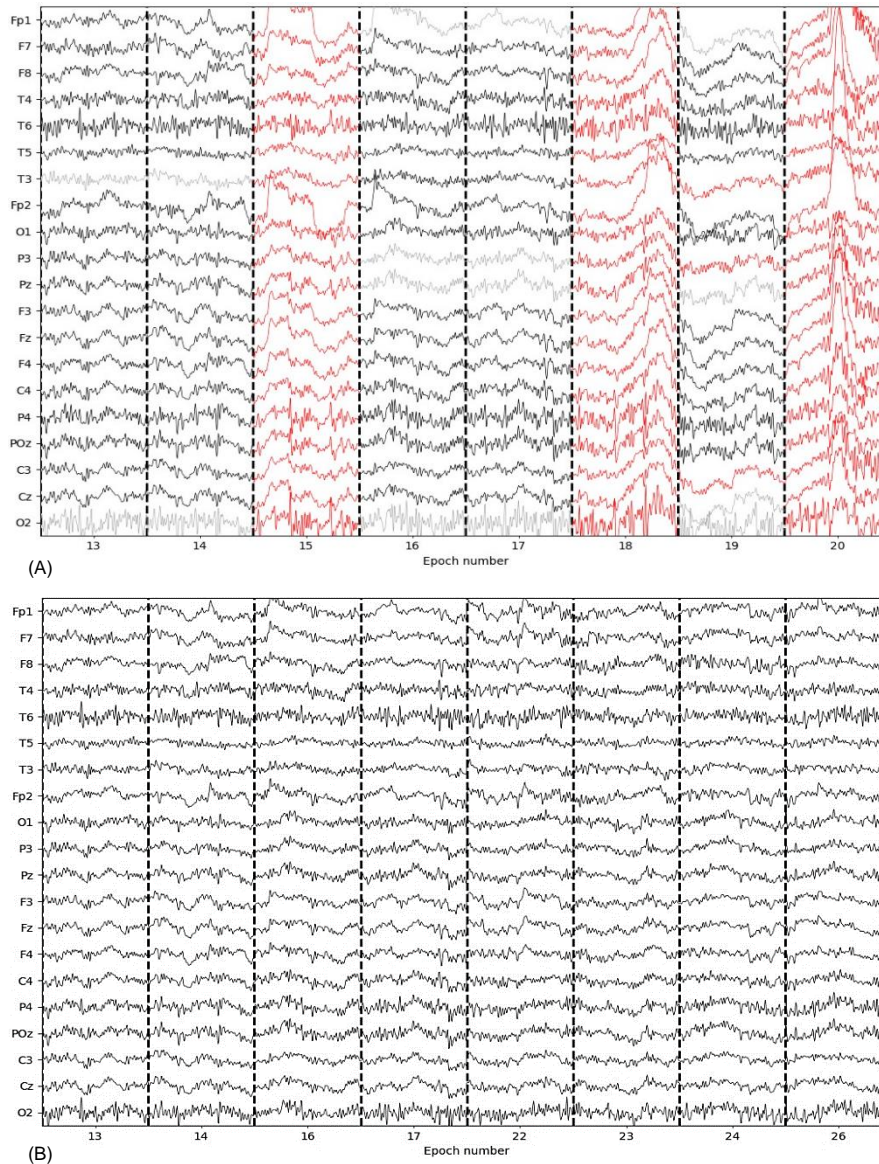 Fp1
F7
F8
T4
T6
T5
T3
Fp2
O1
P3
Pz
F3
Fz
F4
C4
P4
POz
C3
Cz
O2
13 14 15 16 17 18 19 20
Epoch number
(A)
Fp1
F7
F8
T4
T6
T5
T3
Fp2
O1
P3
Pz
F3
Fz
F4
C4
P4
POz
C3
Cz
O2
13 14 16 17 22 23 24 26
Epoch number
(B)